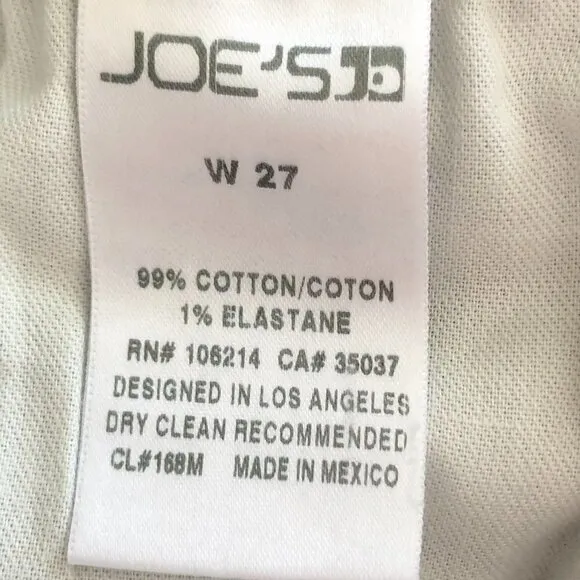 JOE'S
W 27
99% COTTON/COTON
1% ELASTANE
RN# 106214 CA# 35037
DESIGNED IN LOS ANGELES
DRY CLEAN RECOMMENDED
CL#168M MADE IN MEXICO